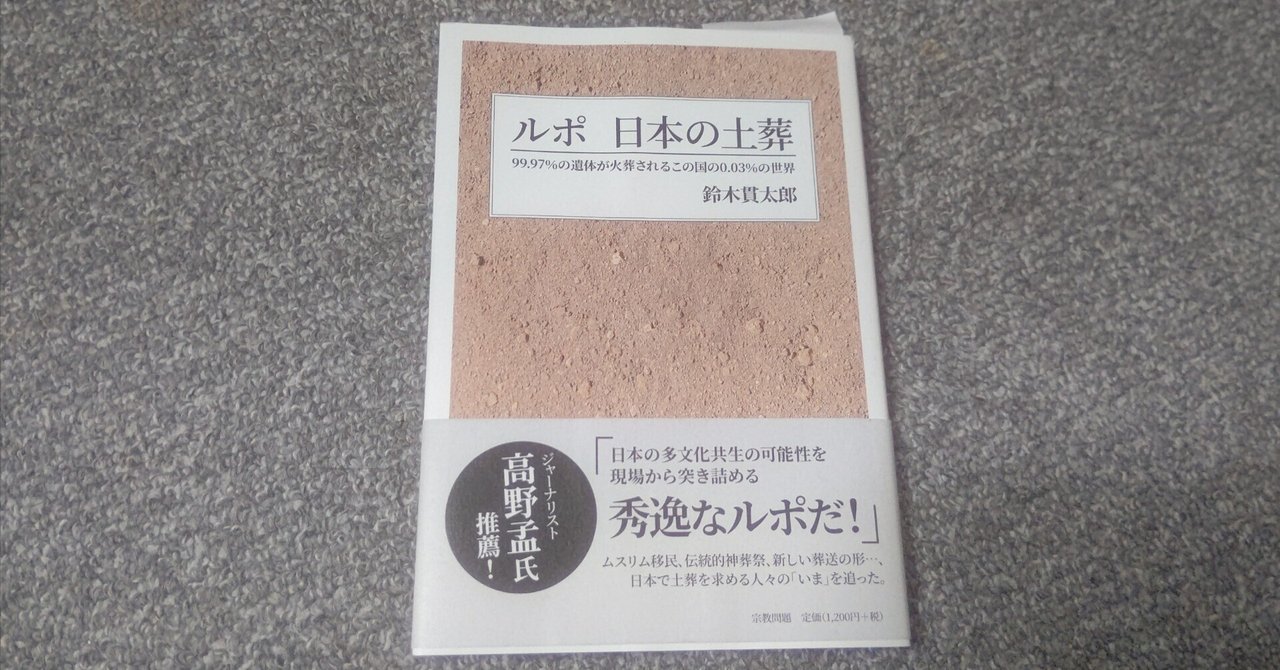 ルポ 日本の土葬
99.97%の遺体が火葬されるこの国の0.03%の世界
鈴木貫太郎
ジャーナリスト
高野孟氏
推薦！
「日本の多文化共生の可能性を
現場から突き詰める
秀逸なルポだ！」
ムスリム移民、伝統的神葬祭、新しい葬送の形…、
日本で土葬を求める人々の「いま」を追った。
宗教問題 定価(1,200円+税)